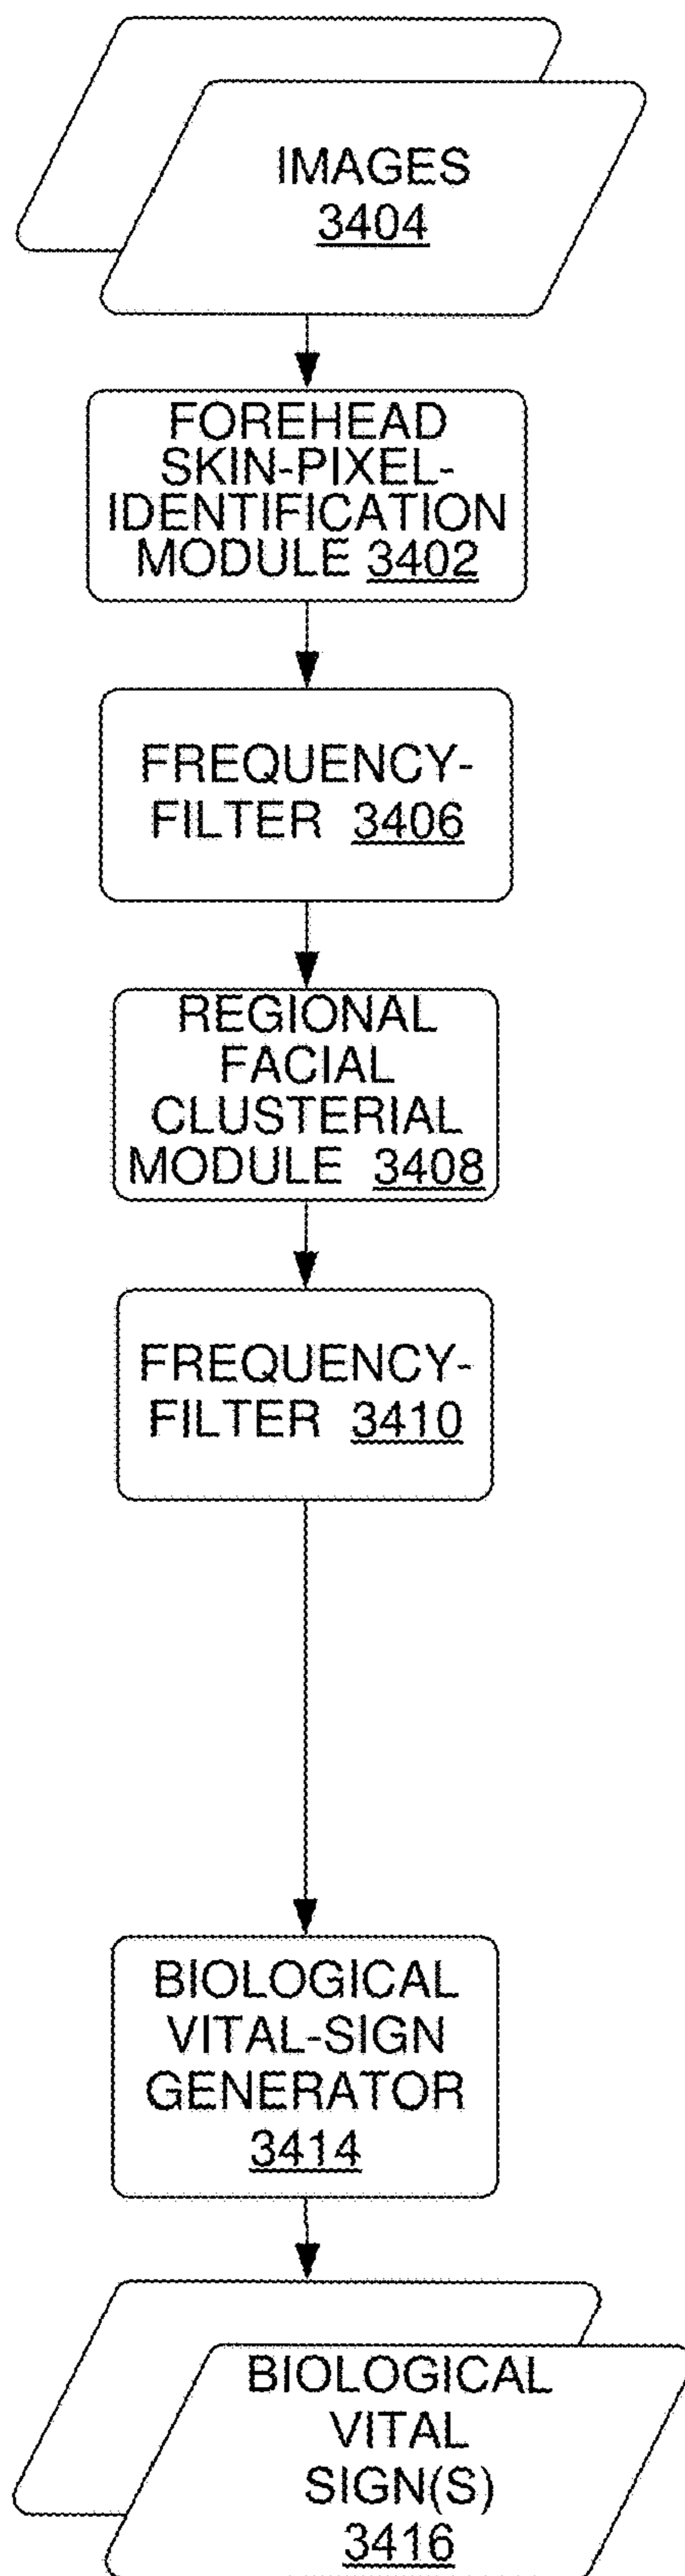 IMAGES
3404
FOREHEAD
SKIN-PIXEL-
IDENTIFICATION
MODULE 3402
FREQUENCY-
FILTER 3406
REGIONAL
FACIAL
CLUSTERIAL
MODULE 3408
FREQUENCY-
FILTER 3410
BIOLOGICAL
VITAL-SIGN
GENERATOR
3414
BIOLOGICAL
VITAL
SIGN(S)
3416